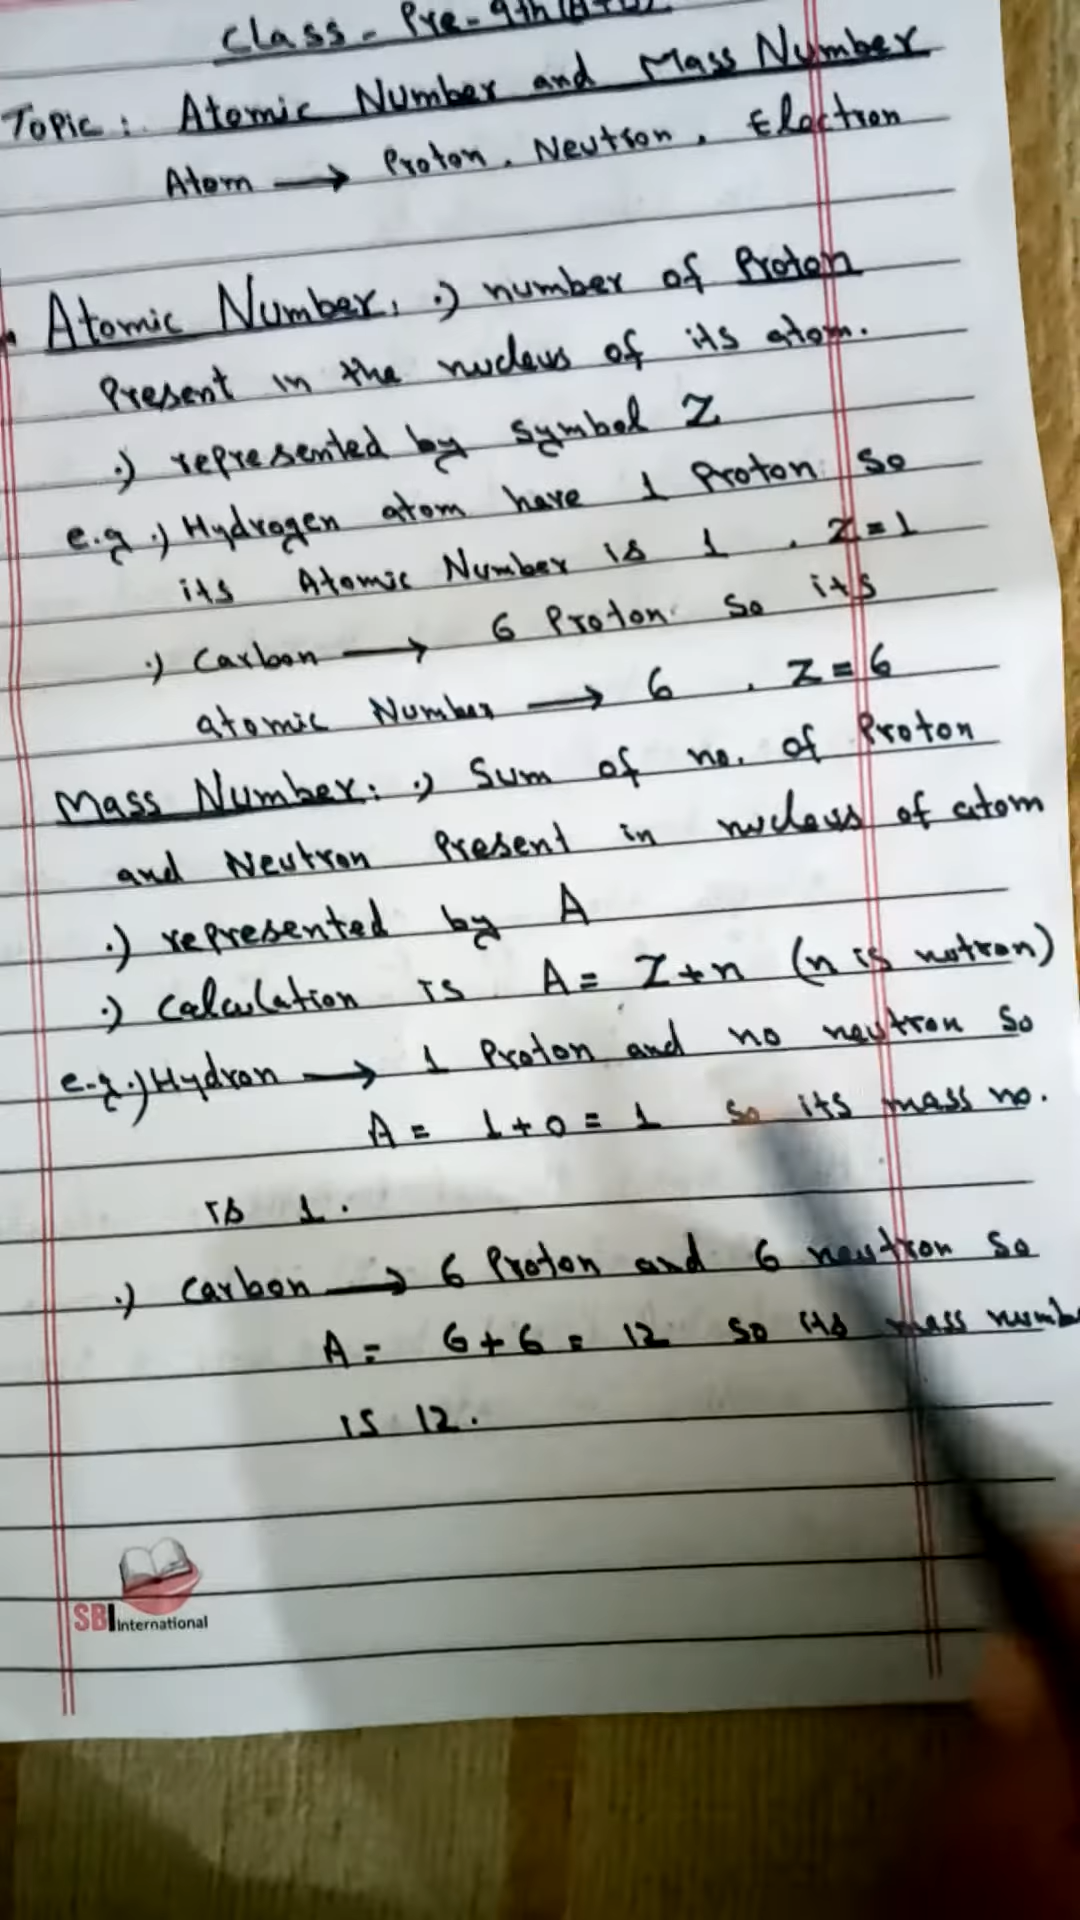 Class - Pre - 9th (A+B).
Topic : Atomic Number and Mass Number
Atom → Proton, Neutron, Electron
Atomic Number: .) number of Proton
Present in the nucleus of its atom.
.) represented by symbol Z
e.g .) Hydrogen atom have 1 Proton so
its Atomic Number is 1 . Z=1
.) Carbon → 6 Proton so its
atomic Number → 6 . Z=6
Mass Number: .) Sum of no. of Proton
and Neutron Present in nucleus of atom
.) represented by A
.) Calculation is A = Z+n (n is notron)
e.g.) Hydron → 1 Proton and no neutron so
A = 1+0 = 1 so its mass no.
is 1.
.) Carbon → 6 Proton and 6 neutron so
A = 6+6 = 12 so its mass numb
is 12.
SBI International